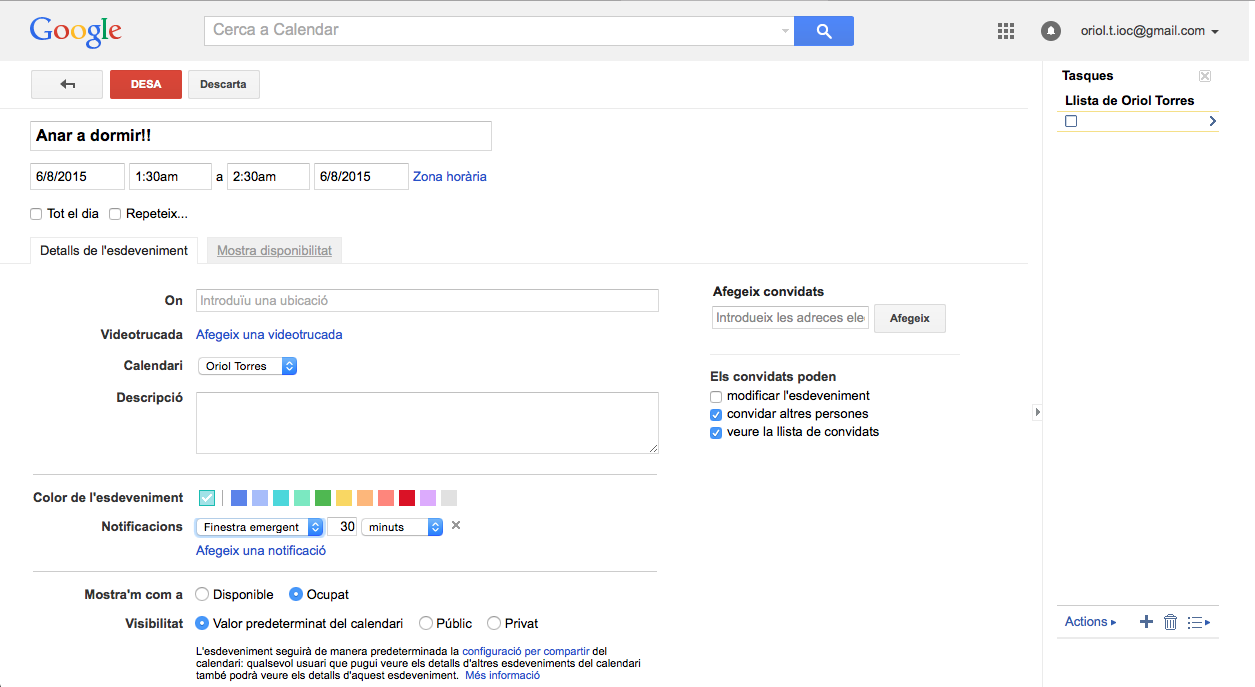 Google
Cerca a Calendar
oriol.t.ioc@gmail.com
DESA
Descarta
Anar a dormir!!
6/8/2015 1:30am a 2:30am 6/8/2015 Zona horària
Tot el dia Repeteix...
Detalls de l'esdeveniment Mostra disponibilitat
On Introduïu una ubicació
Videotrucada Afegeix una videotrucada
Calendari Oriol Torres
Descripció
Color de l'esdeveniment
Notificacions Finestra emergent 30 minuts
Afegeix una notificació
Mostra'm com a Disponible Ocupat
Visibilitat Valor predeterminat del calendari Públic Privat
L'esdeveniment seguirà de manera predeterminada la configuració per compartir del
calendari: qualsevol usuari que pugui veure els detalls d'altres esdeveniments del calendari
també podrà veure els detalls d'aquest esdeveniment. Més informació
Afegeix convidats
Introdueix les adreces ele Afegeix
Els convidats poden
modificar l'esdeveniment
convidar altres persones
veure la llista de convidats
Tasques
Llista de Oriol Torres
Actions